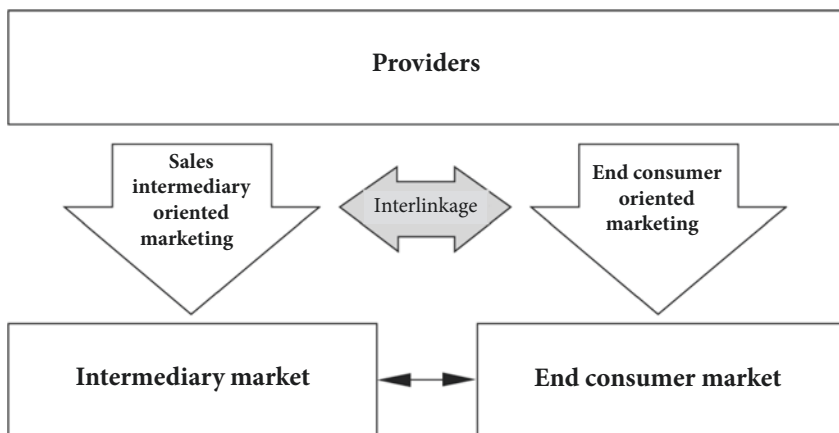 Providers
Sales
intermediary
oriented
marketing
Interlinkage
End consumer
oriented
marketing
Intermediary market
End consumer market